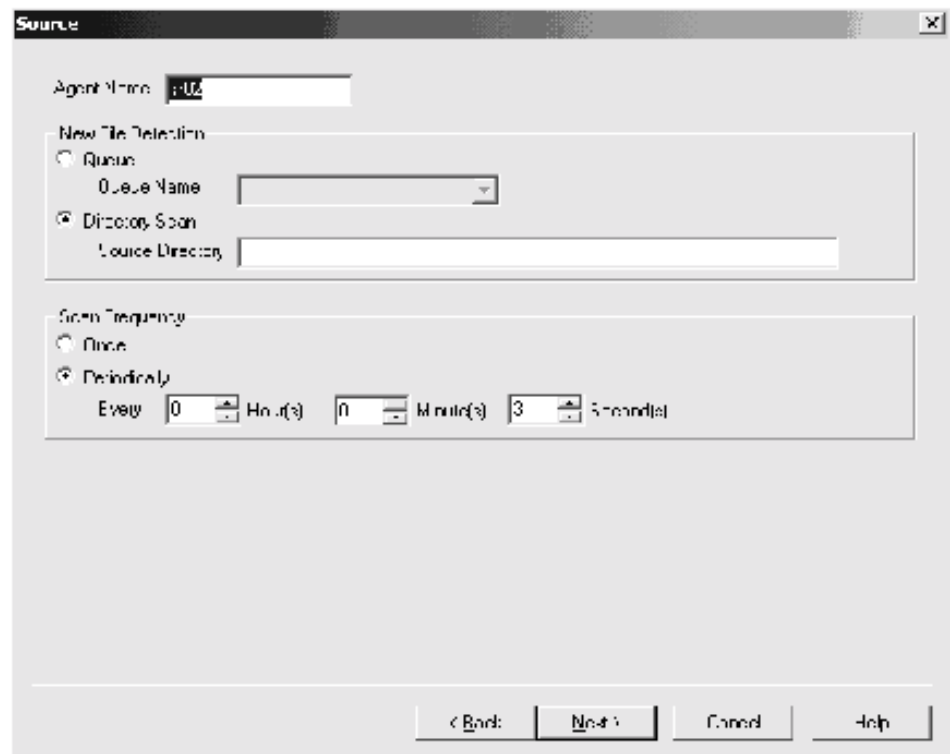 Source
Agent Name
New File Detection
Queue
Queue Name
Directory Scan
Source Directory
Scan Frequency
Once
Periodically
Every 0 Hour(s) 0 Minute(s) 3 Second(s)
< Back Next > Cancel Help